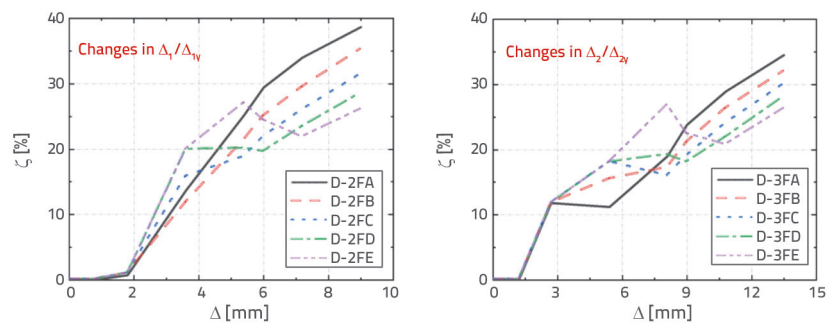 40
30
20
10
0
ζ [%]
Changes in Δ₁/Δ₁ᵧ
D-2FA
D-2FB
D-2FC
D-2FD
D-2FE
0 2 4 6 8 10
Δ [mm]
40
30
20
10
0
ζ [%]
Changes in Δ₂/Δ₂ᵧ
D-3FA
D-3FB
D-3FC
D-3FD
D-3FE
0 3 6 9 12 15
Δ [mm]